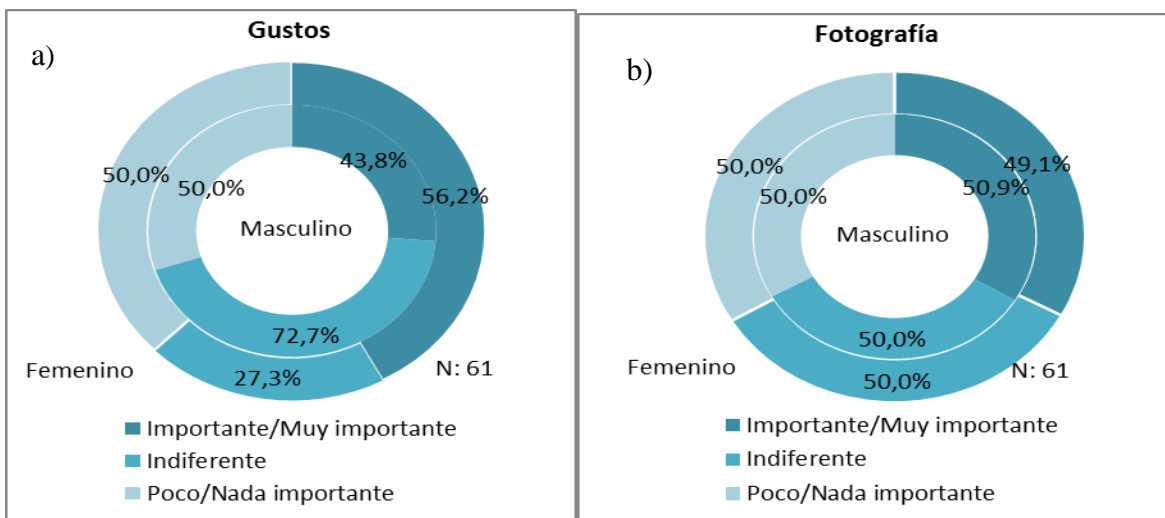 a)
Gustos
50,0%
50,0%
43,8%
56,2%
Masculino
72,7%
27,3%
Femenino
N: 61
Importante/Muy importante
Indiferente
Poco/Nada importante
b)
Fotografía
50,0%
50,0%
49,1%
50,9%
Masculino
50,0%
50,0%
Femenino
N: 61
Importante/Muy importante
Indiferente
Poco/Nada importante